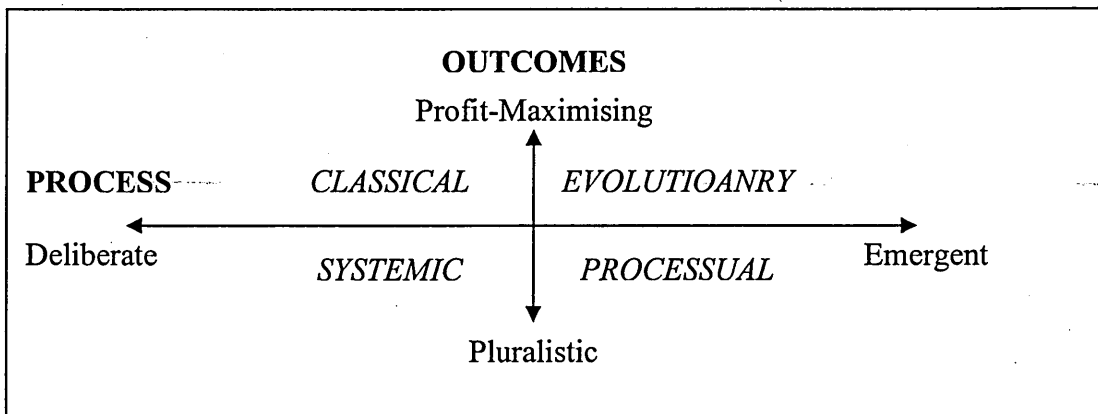 OUTCOMES
Profit-Maximising
PROCESS CLASSICAL EVOLUTIOANRY
Deliberate Emergent
SYSTEMIC PROCESSUAL
Pluralistic